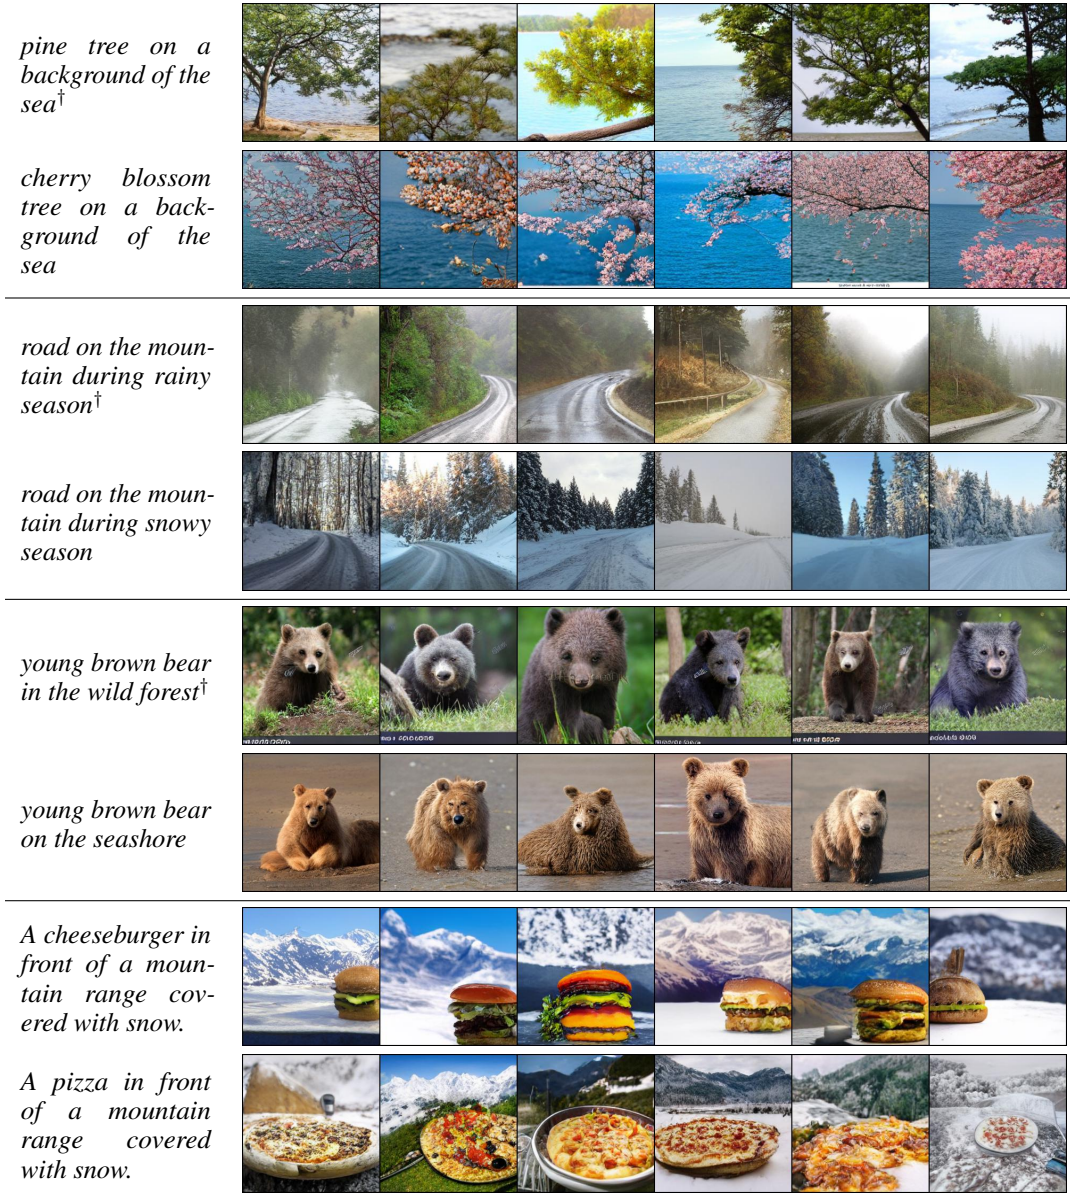 pine tree on a
background of the
sea†
cherry blossom
tree on a back-
ground of the
sea
road on the moun-
tain during rainy
season†
road on the moun-
tain during snowy
season
young brown bear
in the wild forest†
young brown bear
on the seashore
A cheeseburger in
front of a moun-
tain range cov-
ered with snow.
A pizza in front
of a mountain
range covered
with snow.